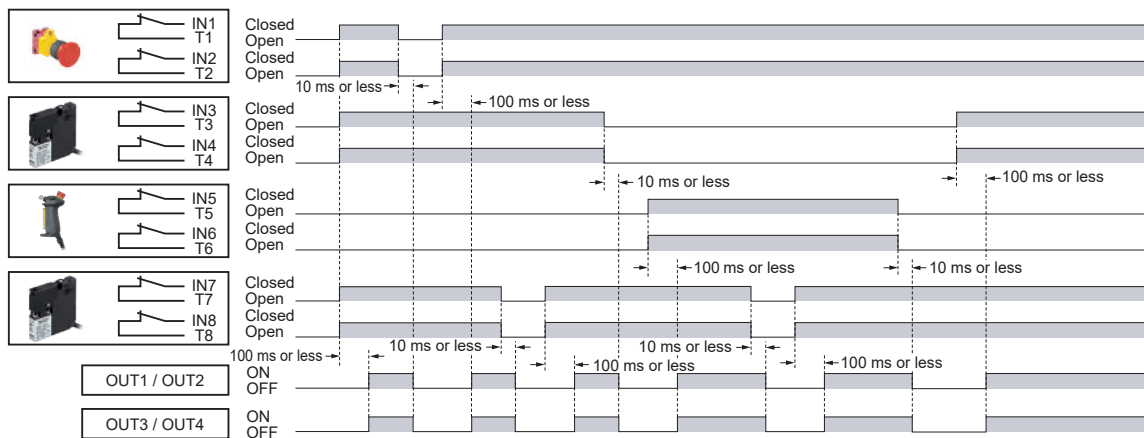 IN1 Closed
T1 Open
IN2 Closed
T2 Open
10 ms or less
100 ms or less
IN3 Closed
T3 Open
IN4 Closed
T4 Open
10 ms or less
100 ms or less
IN5 Closed
T5 Open
IN6 Closed
T6 Open
100 ms or less
10 ms or less
IN7 Closed
T7 Open
IN8 Closed
T8 Open
100 ms or less
10 ms or less
100 ms or less
10 ms or less
100 ms or less
OUT1 / OUT2 ON
OFF
OUT3 / OUT4 ON
OFF